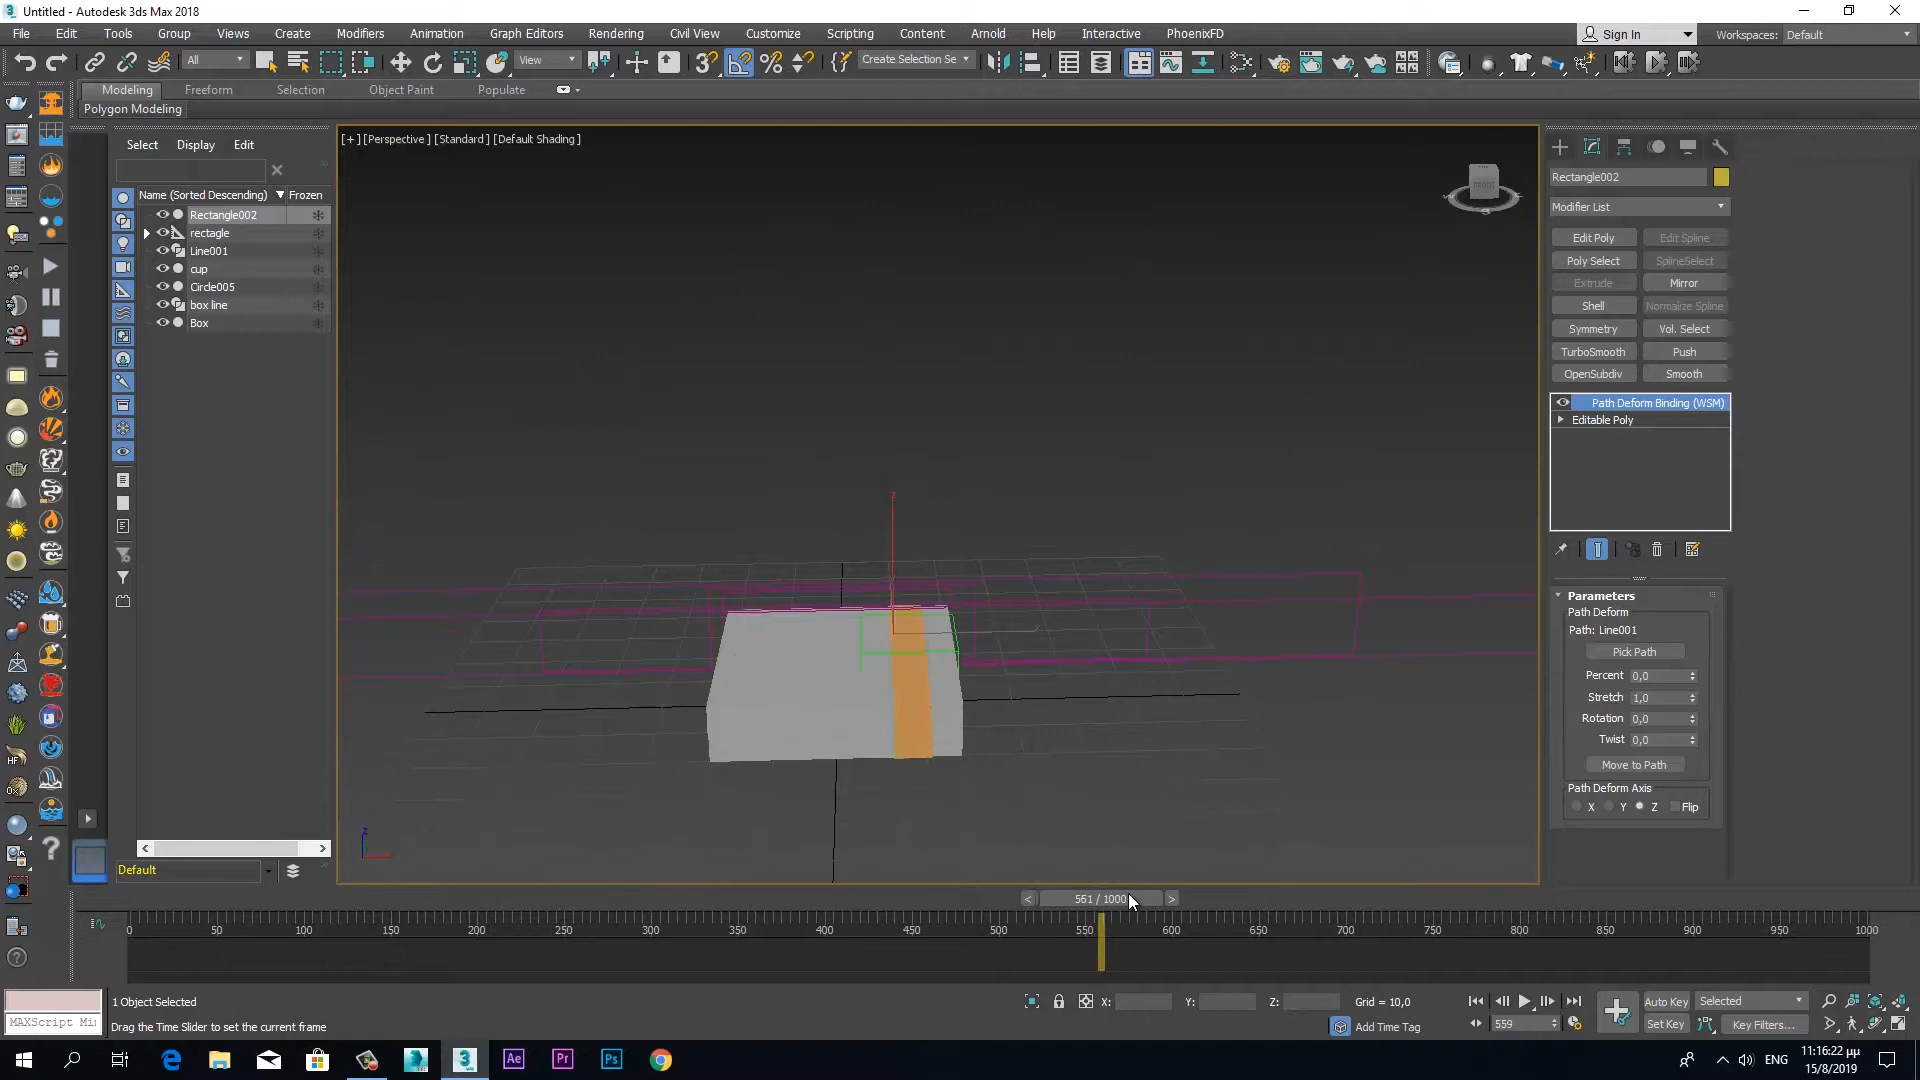 Untitled - Autodesk 3ds Max 2018
File Edit Tools Group Views Create Modifiers Animation Graph Editors Rendering Civil View Customize Scripting Content Arnold Help Interactive PhoenixFD
Sign In Workspaces: Default
All View Create Selection Se
Modeling Freeform Selection Object Paint Populate
Polygon Modeling
Select Display Edit
[+] [Perspective] [Standard] [Default Shading]
Name (Sorted Descending) Frozen
Rectangle002
rectagle
Line001
cup
Circle005
box line
Box
FRONT
Rectangle002
Modifier List
Edit Poly Edit Spline
Poly Select SplineSelect
Extrude Mirror
Shell Normalize Spline
Symmetry Vol. Select
TurboSmooth Push
OpenSubdiv Smooth
Path Deform Binding (WSM)
Editable Poly
Parameters
Path Deform
Path: Line001
Pick Path
Percent 0,0
Stretch 1,0
Rotation 0,0
Twist 0,0
Move to Path
Path Deform Axis
X Y Z Flip
HF
z
z
Default
< 561 / 1000 >
0 50 100 150 200 250 300 350 400 450 500 550 600 650 700 750 800 850 900 950 1000
1 Object Selected
X: Y: Z: Grid = 10,0
Auto Key Selected
MAXScript Mi
Drag the Time Slider to set the current frame
Add Time Tag
559
Set Key Key Filters...
Ae Pr Ps
ENG
11:16:22 μμ
15/8/2019